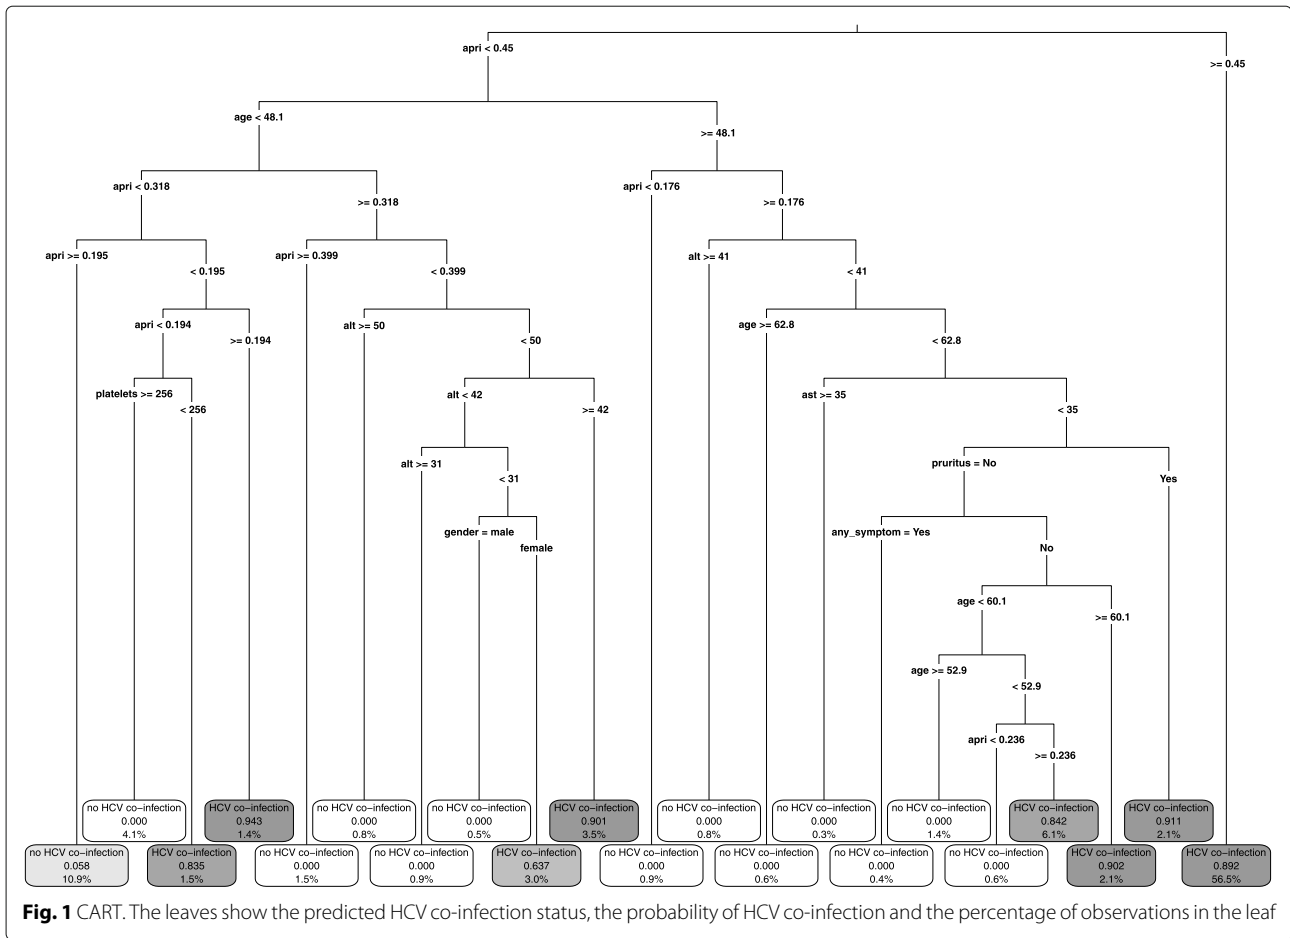 apri < 0.45
>= 0.45
age < 48.1
>= 48.1
apri < 0.318
>= 0.318
apri < 0.176
>= 0.176
apri >= 0.195
< 0.195
apri >= 0.399
< 0.399
alt >= 41
< 41
apri < 0.194
>= 0.194
alt >= 50
< 50
age >= 62.8
< 62.8
platelets >= 256
< 256
alt < 42
>= 42
ast >= 35
< 35
alt >= 31
< 31
pruritus = No
Yes
gender = male
female
any_symptom = Yes
No
age < 60.1
>= 60.1
age >= 52.9
< 52.9
apri < 0.236
>= 0.236
no HCV co–infection
0.000
4.1%
HCV co–infection
0.943
1.4%
no HCV co–infection
0.000
0.8%
no HCV co–infection
0.000
0.5%
HCV co–infection
0.901
3.5%
no HCV co–infection
0.000
0.8%
no HCV co–infection
0.000
0.3%
no HCV co–infection
0.000
1.4%
HCV co–infection
0.842
6.1%
HCV co–infection
0.911
2.1%
no HCV co–infection
0.058
10.9%
HCV co–infection
0.835
1.5%
no HCV co–infection
0.000
1.5%
no HCV co–infection
0.000
0.9%
HCV co–infection
0.637
3.0%
no HCV co–infection
0.000
0.9%
no HCV co–infection
0.000
0.6%
no HCV co–infection
0.000
0.4%
no HCV co–infection
0.000
0.6%
HCV co–infection
0.902
2.1%
HCV co–infection
0.892
56.5%
Fig. 1 CART. The leaves show the predicted HCV co-infection status, the probability of HCV co-infection and the percentage of observations in the leaf